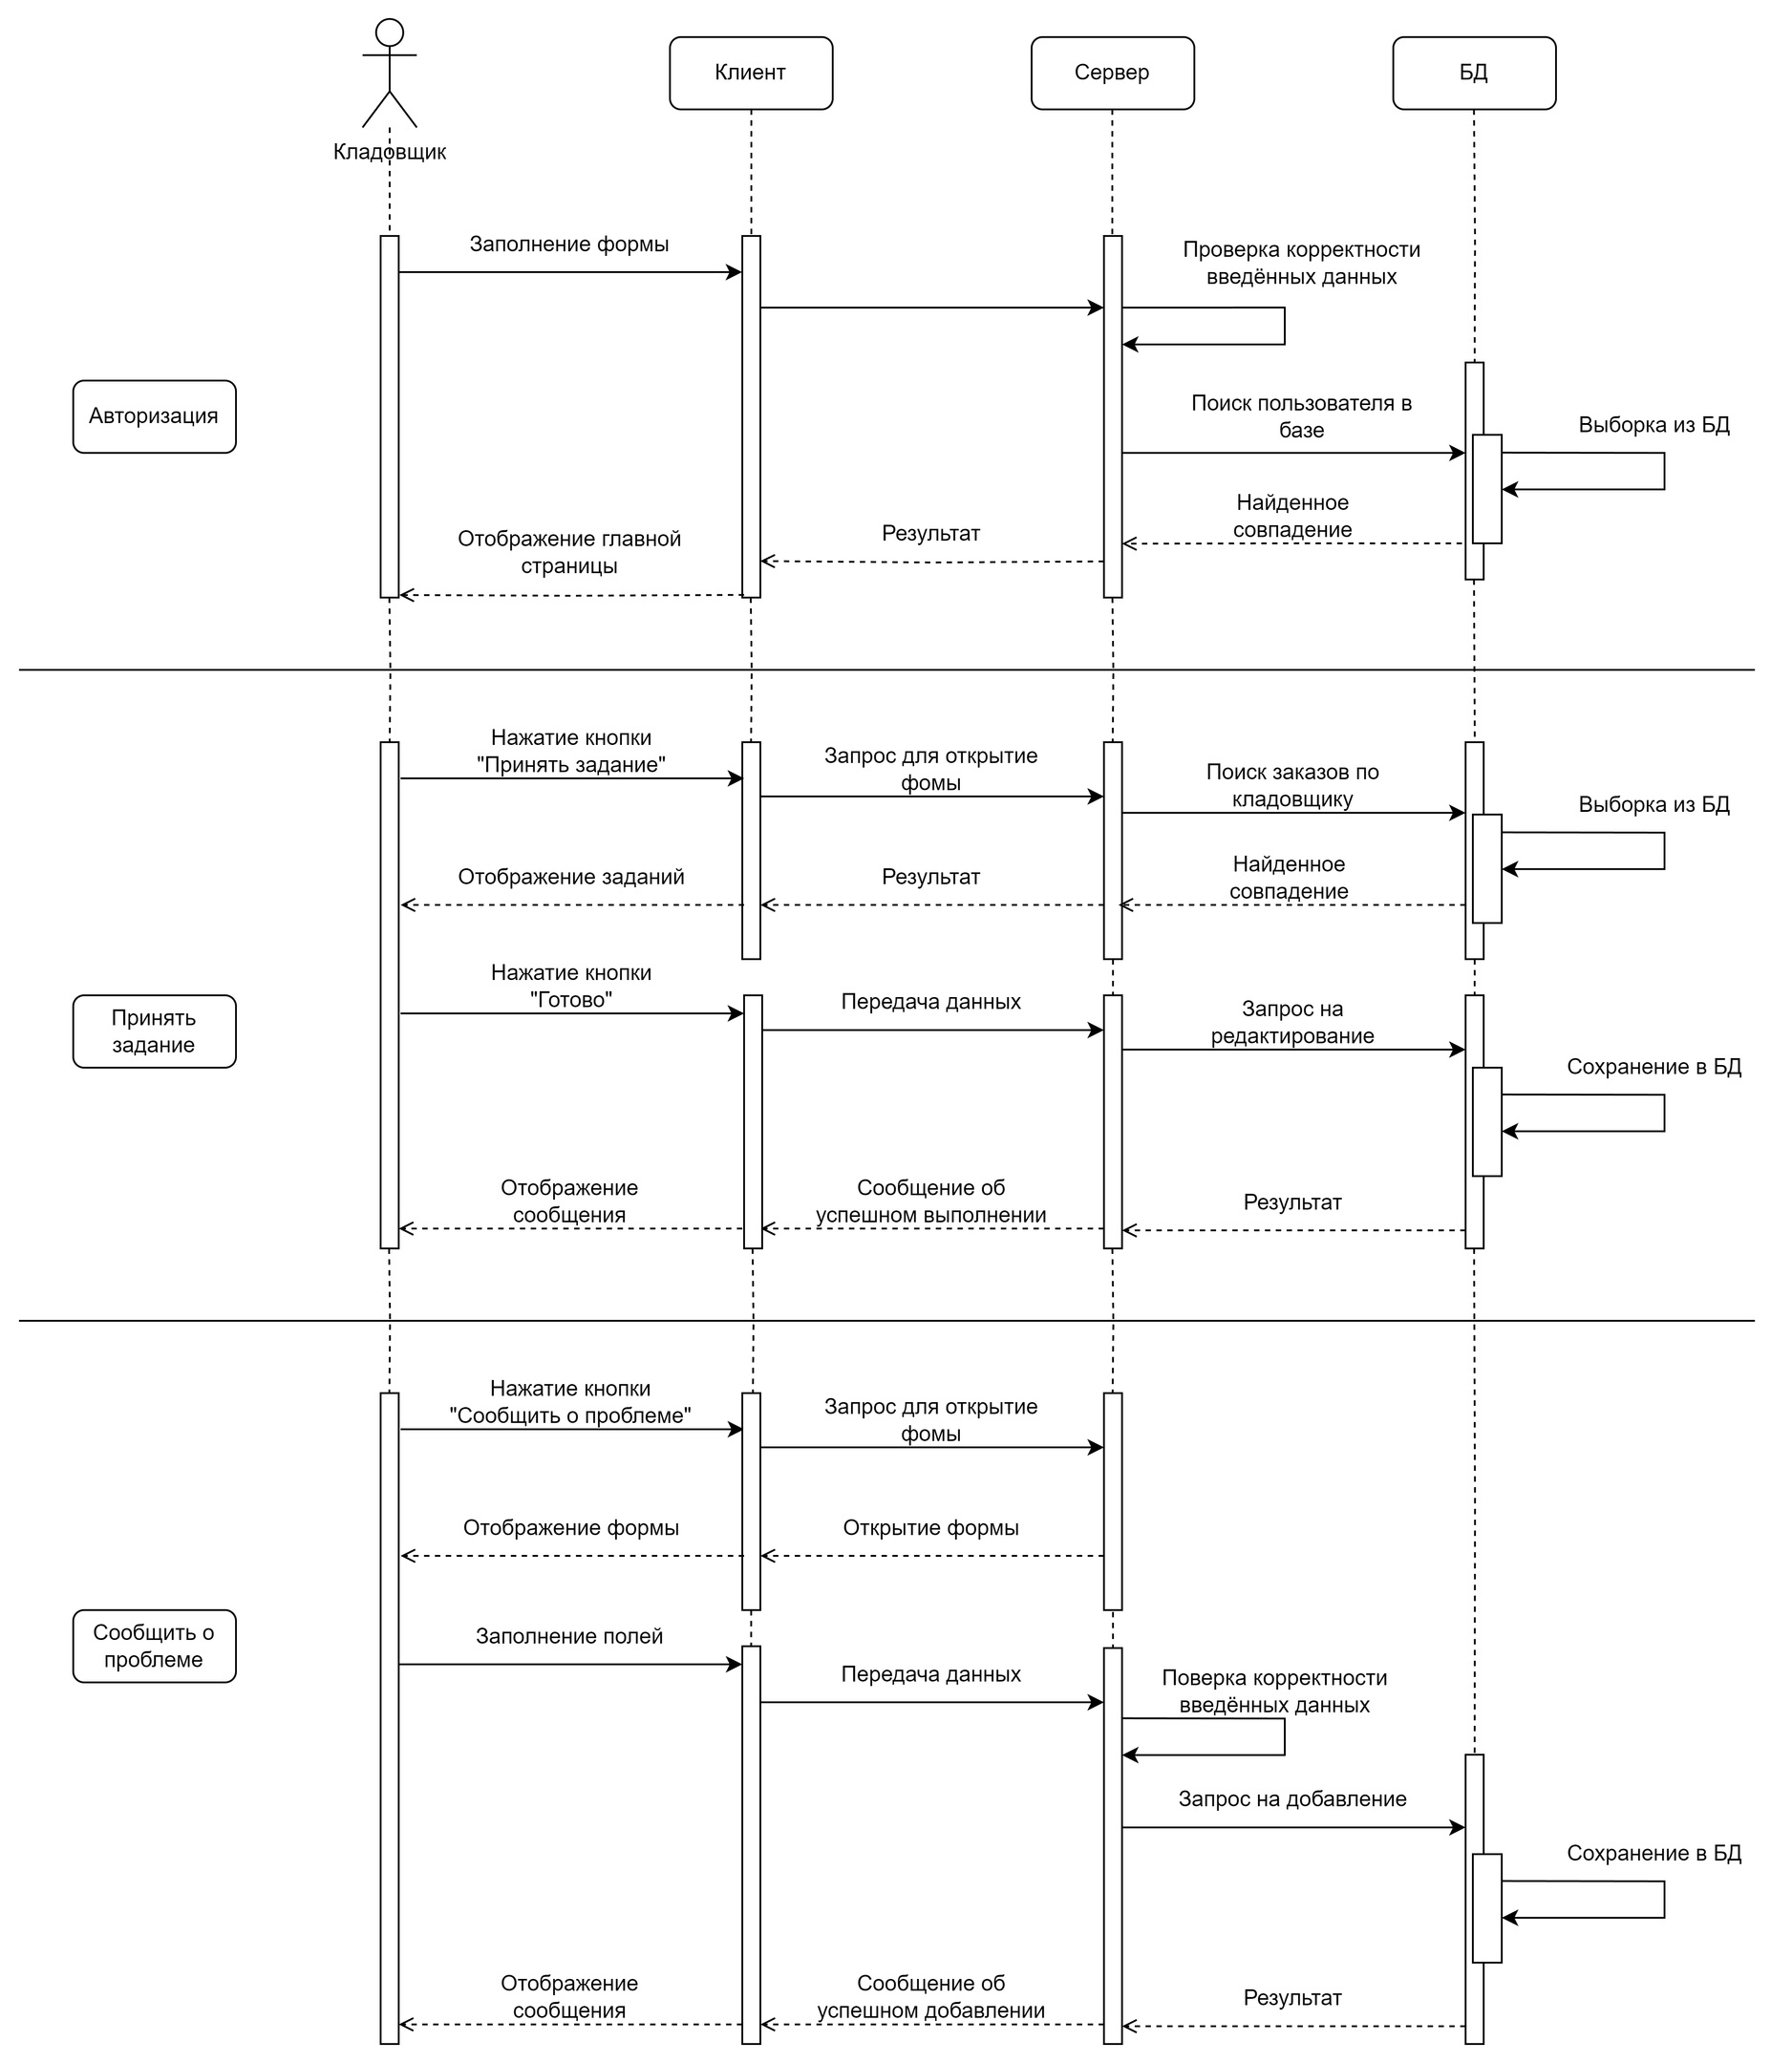 Клиент
Сервер
БД
Кладовщик
Заполнение формы
Проверка корректности
введённых данных
Авторизация
Поиск пользователя в
базе
Выборка из БД
Найденное
совпадение
Результат
Отображение главной
страницы
Нажатие кнопки
"Принять задание"
Запрос для открытие
фомы
Поиск заказов по
кладовщику
Выборка из БД
Найденное
совпадение
Результат
Отображение заданий
Нажатие кнопки
"Готово"
Передача данных
Запрос на
редактирование
Принять
задание
Сохранение в БД
Отображение
сообщения
Сообщение об
успешном выполнении
Результат
Нажатие кнопки
"Сообщить о проблеме"
Запрос для открытие
фомы
Отображение формы
Открытие формы
Сообщить о
проблеме
Заполнение полей
Передача данных
Поверка корректности
введённых данных
Запрос на добавление
Сохранение в БД
Отображение
сообщения
Сообщение об
успешном добавлении
Результат